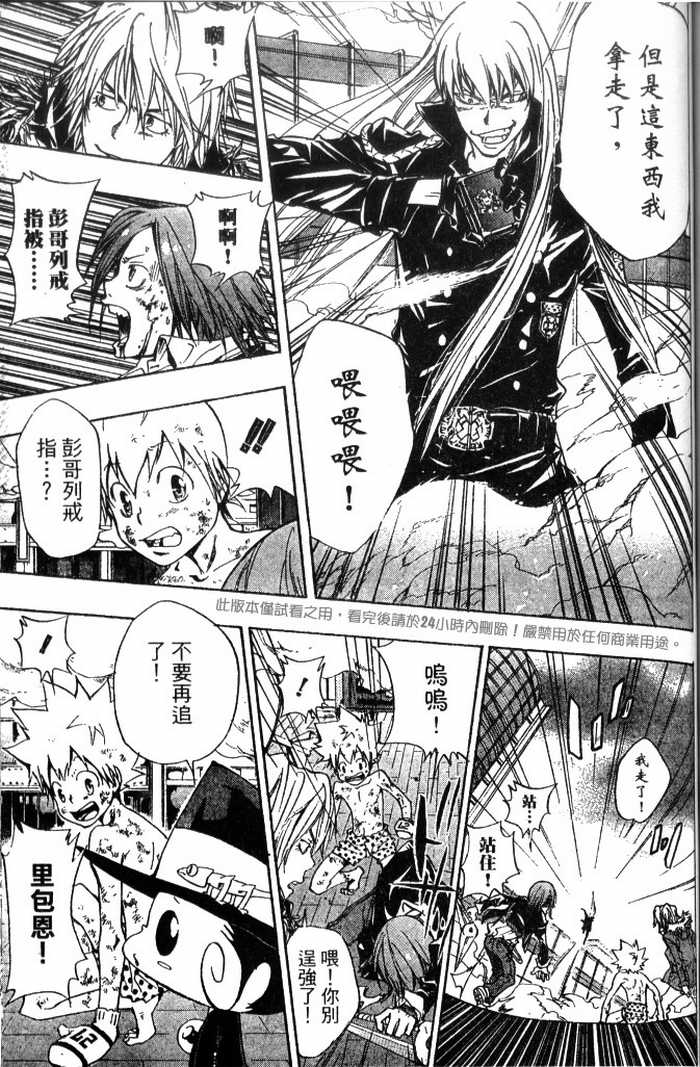 但是這東西我
拿走了，
喂喂喂！
啊！
啊啊！
彭哥列戒
指被……
!!
彭哥列戒
指…？
此版本僅試看之用，看完後請於24小時內刪除！嚴禁用於任何商業用途。
我走了！
站…
站住！
嗚嗚！
喂！你別
逞強了！
！
不要再追
了！
里包恩！